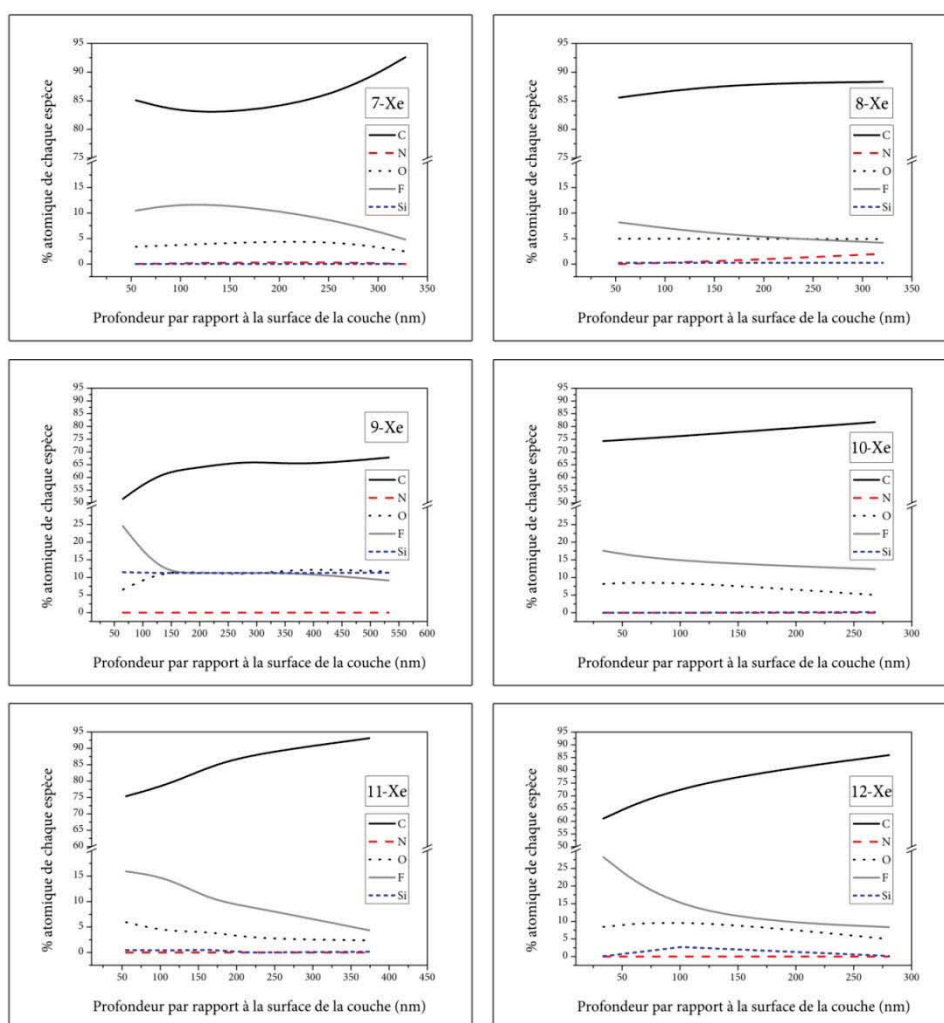 % atomique de chaque espèce
95
90
85
80
75
15
10
5
0
7-Xe
C
N
O
F
Si
50 100 150 200 250 300 350
Profondeur par rapport à la surface de la couche (nm)
% atomique de chaque espèce
95
90
85
80
75
15
10
5
0
8-Xe
C
N
O
F
Si
50 100 150 200 250 300 350
Profondeur par rapport à la surface de la couche (nm)
% atomique de chaque espèce
95
90
85
80
75
70
65
60
55
50
25
20
15
10
5
0
9-Xe
C
N
O
F
Si
50 100 150 200 250 300 350 400 450 500 550 600
Profondeur par rapport à la surface de la couche (nm)
% atomique de chaque espèce
95
90
85
80
75
70
65
60
55
50
25
20
15
10
5
0
10-Xe
C
N
O
F
Si
50 100 150 200 250 300
Profondeur par rapport à la surface de la couche (nm)
% atomique de chaque espèce
95
90
85
80
75
70
65
60
15
10
5
0
11-Xe
C
N
O
F
Si
50 100 150 200 250 300 350 400 450
Profondeur par rapport à la surface de la couche (nm)
% atomique de chaque espèce
95
90
85
80
75
70
65
60
55
50
25
20
15
10
5
0
12-Xe
C
N
O
F
Si
50 100 150 200 250 300
Profondeur par rapport à la surface de la couche (nm)